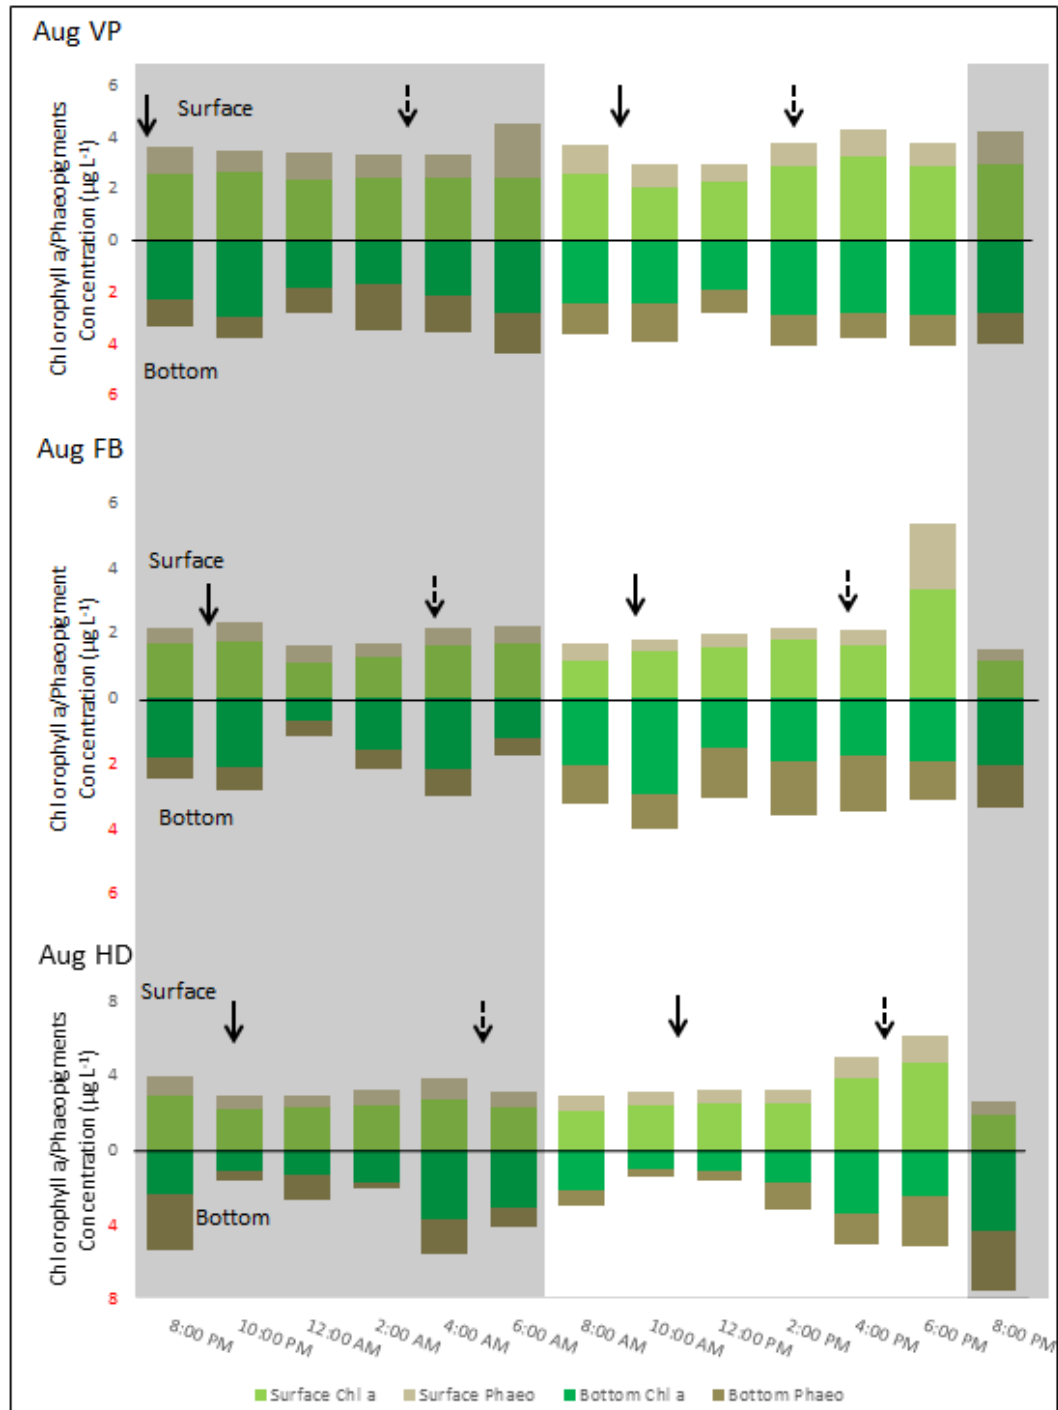 Aug VP
Chlorophyll a/Phaeopigments
Concentration (µg L-1)
6
4
2
0
2
4
6
Surface
Bottom
Aug FB
Chlorophyll a/Phaeopigment
Concentration (µg L-1)
6
4
2
0
2
4
6
Surface
Bottom
Aug HD
Chlorophyll a/Phaeopigments
Concentration (µg L-1)
8
4
0
4
8
Surface
Bottom
8:00 PM 10:00 PM 12:00 AM 2:00 AM 4:00 AM 6:00 AM 8:00 AM 10:00 AM 12:00 PM 2:00 PM 4:00 PM 6:00 PM 8:00 PM
Surface Chl a Surface Phaeo Bottom Chl a Bottom Phaeo